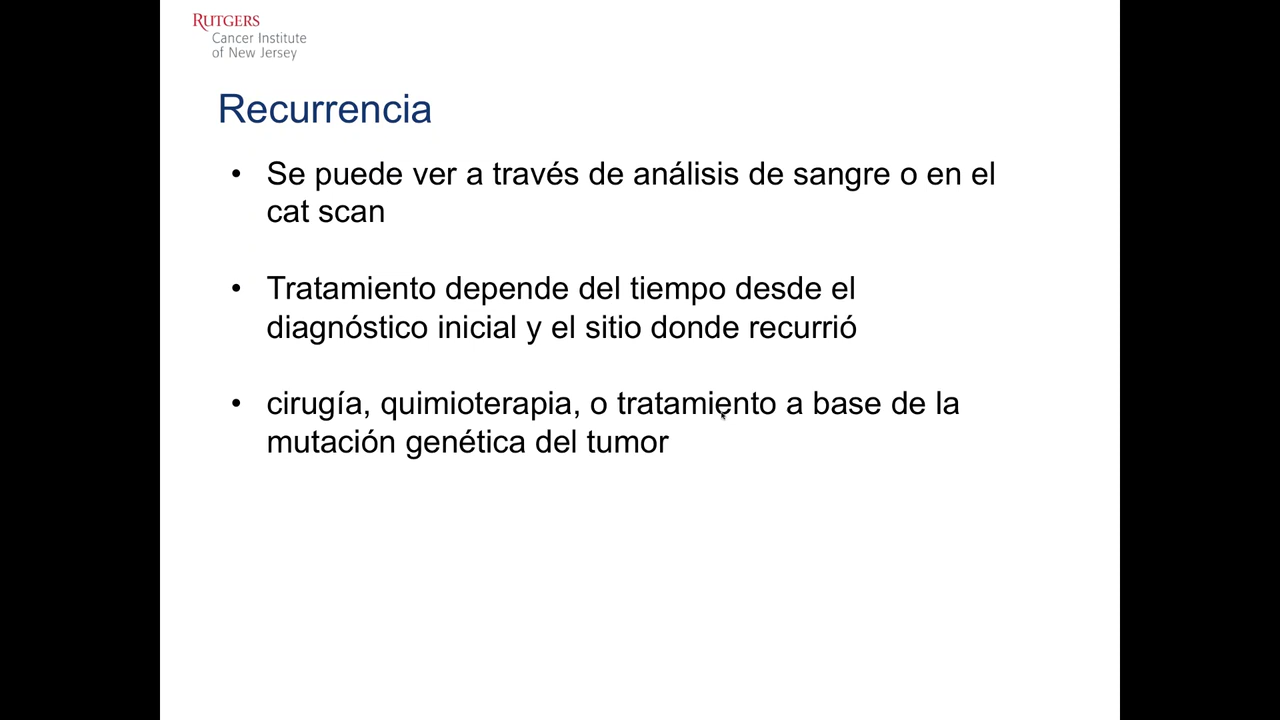 RUTGERS
Cancer Institute
of New Jersey
Recurrencia
• Se puede ver a través de análisis de sangre o en el
cat scan
• Tratamiento depende del tiempo desde el
diagnóstico inicial y el sitio donde recurrió
• cirugía, quimioterapia, o tratamiento a base de la
mutación genética del tumor